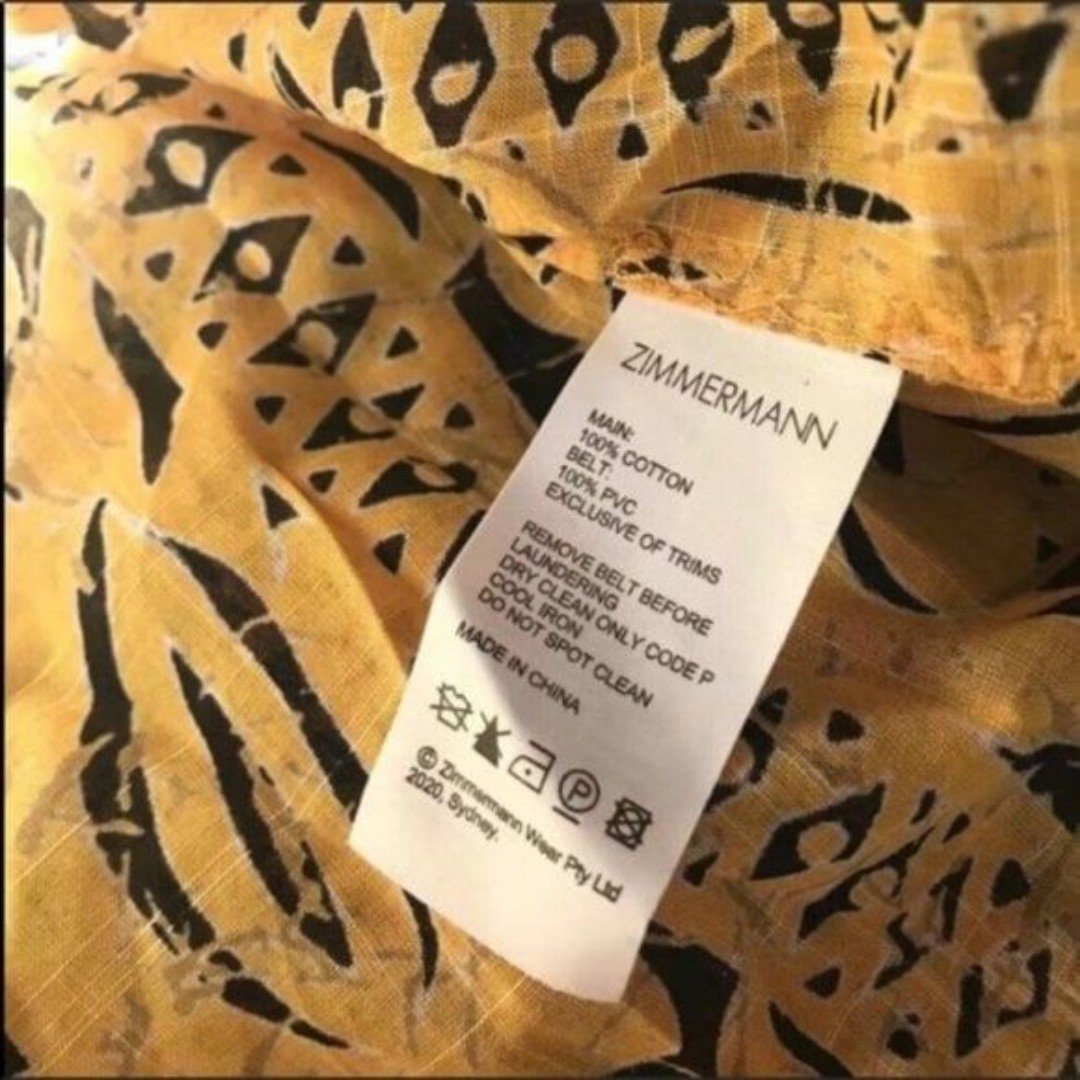 ZIMMERMANN
MAIN:
100% COTTON
BELT:
100% PVC
EXCLUSIVE OF TRIMS
REMOVE BELT BEFORE
LAUNDERING
DRY CLEAN ONLY CODE P
COOL IRON
DO NOT SPOT CLEAN
MADE IN CHINA
P
© Zimmermann Wear Pty Ltd
2020, Sydney.